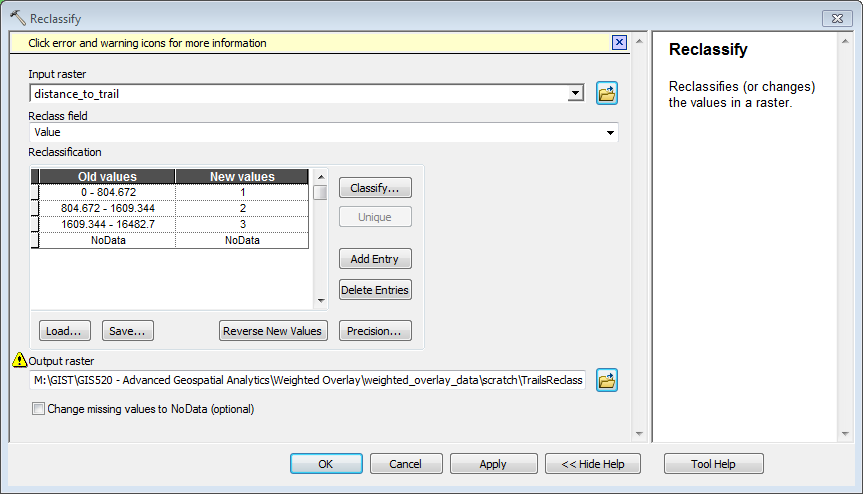 Reclassify
Click error and warning icons for more information
Input raster
distance_to_trail
Reclass field
Value
Reclassification
Old values New values
0 - 804.672 1
804.672 - 1609.344 2
1609.344 - 16482.7 3
NoData NoData
Classify...
Unique
Add Entry
Delete Entries
Load... Save... Reverse New Values Precision...
Output raster
M:\GIST\GIS520 - Advanced Geospatial Analytics\Weighted Overlay\weighted_overlay_data\scratch\TrailsReclass
Change missing values to NoData (optional)
OK Cancel Apply << Hide Help Tool Help
Reclassify
Reclassifies (or changes)
the values in a raster.